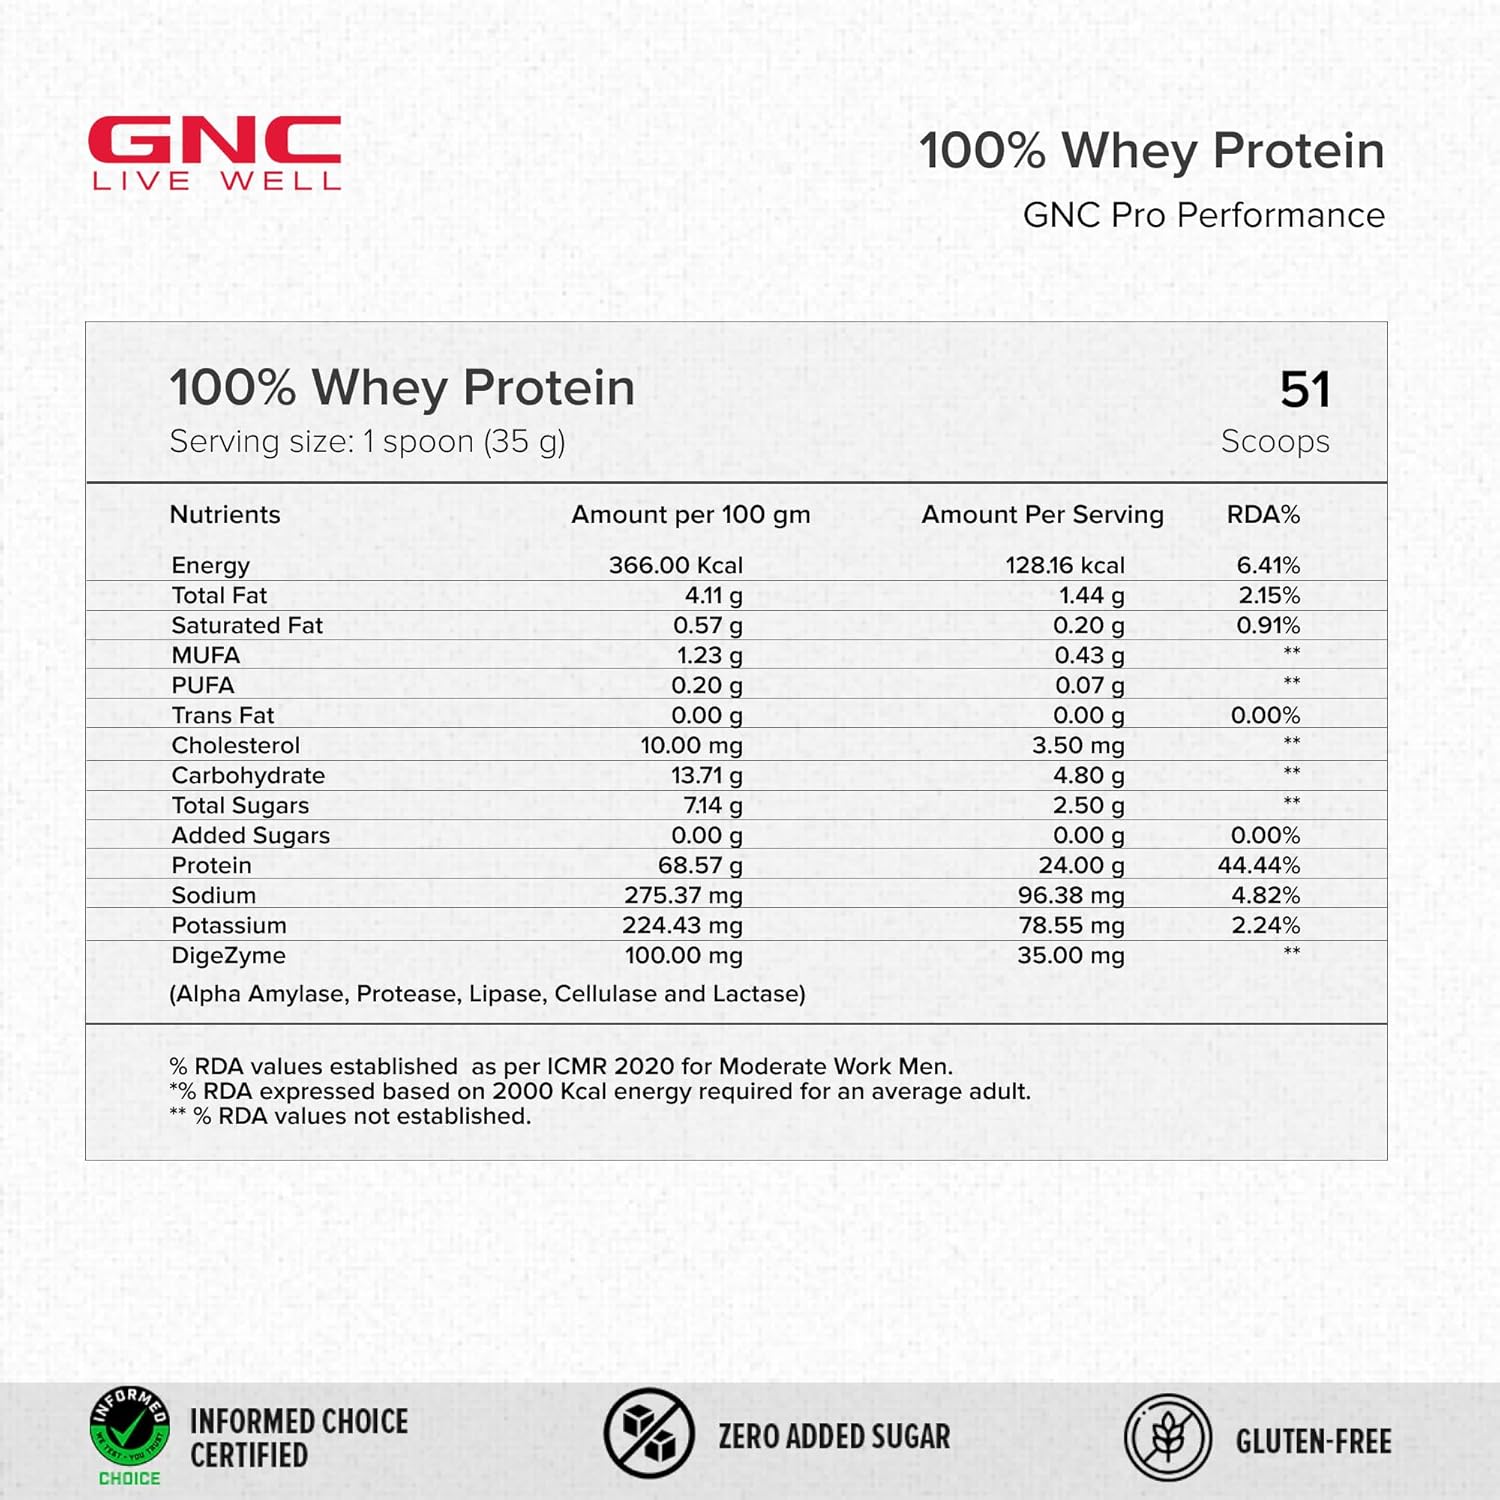 GNC
LIVE WELL
100% Whey Protein
GNC Pro Performance
100% Whey Protein 51
Serving size: 1 spoon (35 g) Scoops
Nutrients Amount per 100 gm Amount Per Serving RDA%
Energy 366.00 Kcal 128.16 kcal 6.41%
Total Fat 4.11 g 1.44 g 2.15%
Saturated Fat 0.57 g 0.20 g 0.91%
MUFA 1.23 g 0.43 g **
PUFA 0.20 g 0.07 g **
Trans Fat 0.00 g 0.00 g 0.00%
Cholesterol 10.00 mg 3.50 mg **
Carbohydrate 13.71 g 4.80 g **
Total Sugars 7.14 g 2.50 g **
Added Sugars 0.00 g 0.00 g 0.00%
Protein 68.57 g 24.00 g 44.44%
Sodium 275.37 mg 96.38 mg 4.82%
Potassium 224.43 mg 78.55 mg 2.24%
DigeZyme 100.00 mg 35.00 mg **
(Alpha Amylase, Protease, Lipase, Cellulase and Lactase)
% RDA values established as per ICMR 2020 for Moderate Work Men.
*% RDA expressed based on 2000 Kcal energy required for an average adult.
** % RDA values not established.
INFORMED
WE TEST · YOU TRUST
CHOICE
INFORMED CHOICE
CERTIFIED
ZERO ADDED SUGAR
GLUTEN-FREE